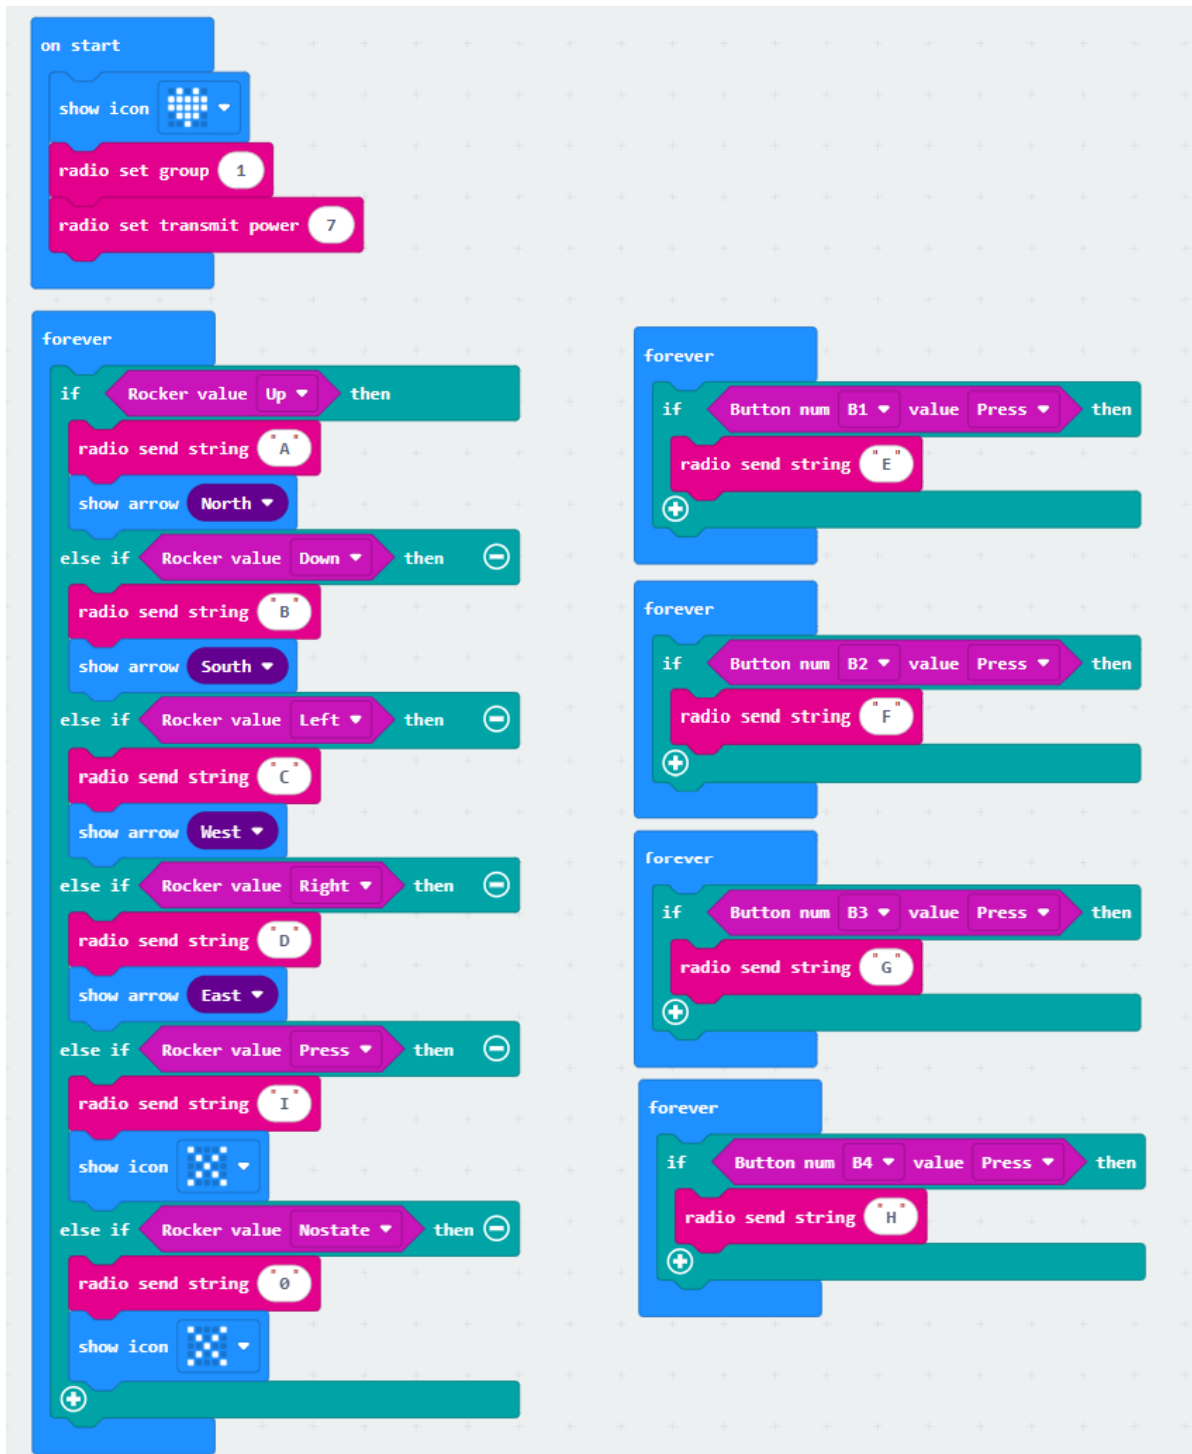 on start
show icon
radio set group 1
radio set transmit power 7
forever
if Rocker value Up then
radio send string "A"
show arrow North
else if Rocker value Down then
radio send string "B"
show arrow South
else if Rocker value Left then
radio send string "C"
show arrow West
else if Rocker value Right then
radio send string "D"
show arrow East
else if Rocker value Press then
radio send string "I"
show icon
else if Rocker value Nostate then
radio send string "0"
show icon
forever
if Button num B1 value Press then
radio send string "E"
forever
if Button num B2 value Press then
radio send string "F"
forever
if Button num B3 value Press then
radio send string "G"
forever
if Button num B4 value Press then
radio send string "H"